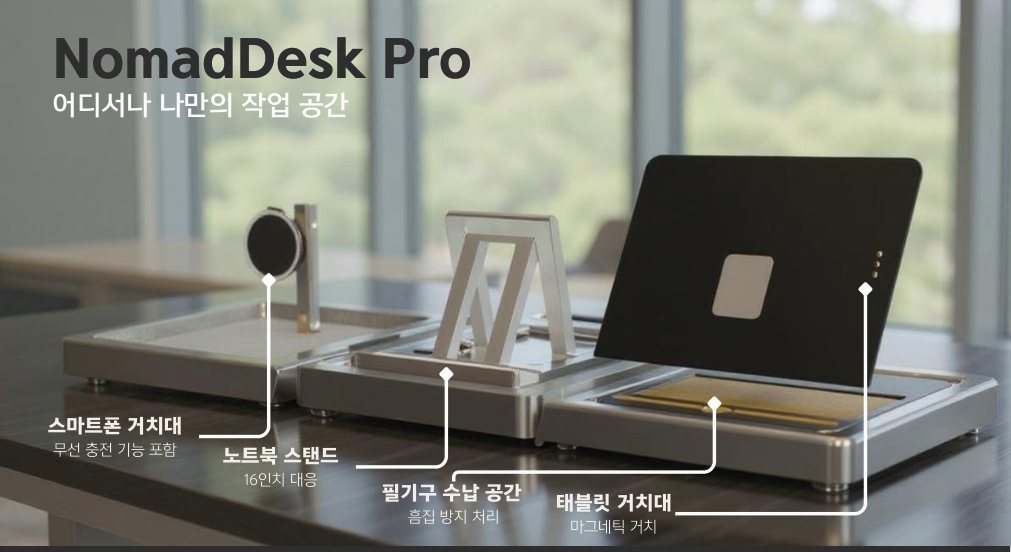 NomadDesk Pro
어디서나 나만의 작업 공간
스마트폰 거치대
무선 충전 기능 포함
노트북 스탠드
16인치 대응
필기구 수납 공간
흠집 방지 처리
태블릿 거치대
마그네틱 거치